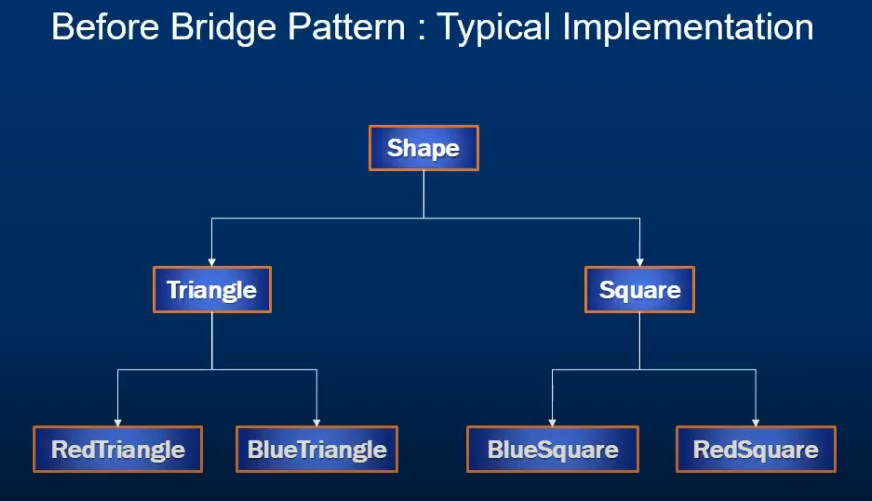 Before Bridge Pattern : Typical Implementation
Shape
Triangle
Square
RedTriangle
BlueTriangle
BlueSquare
RedSquare